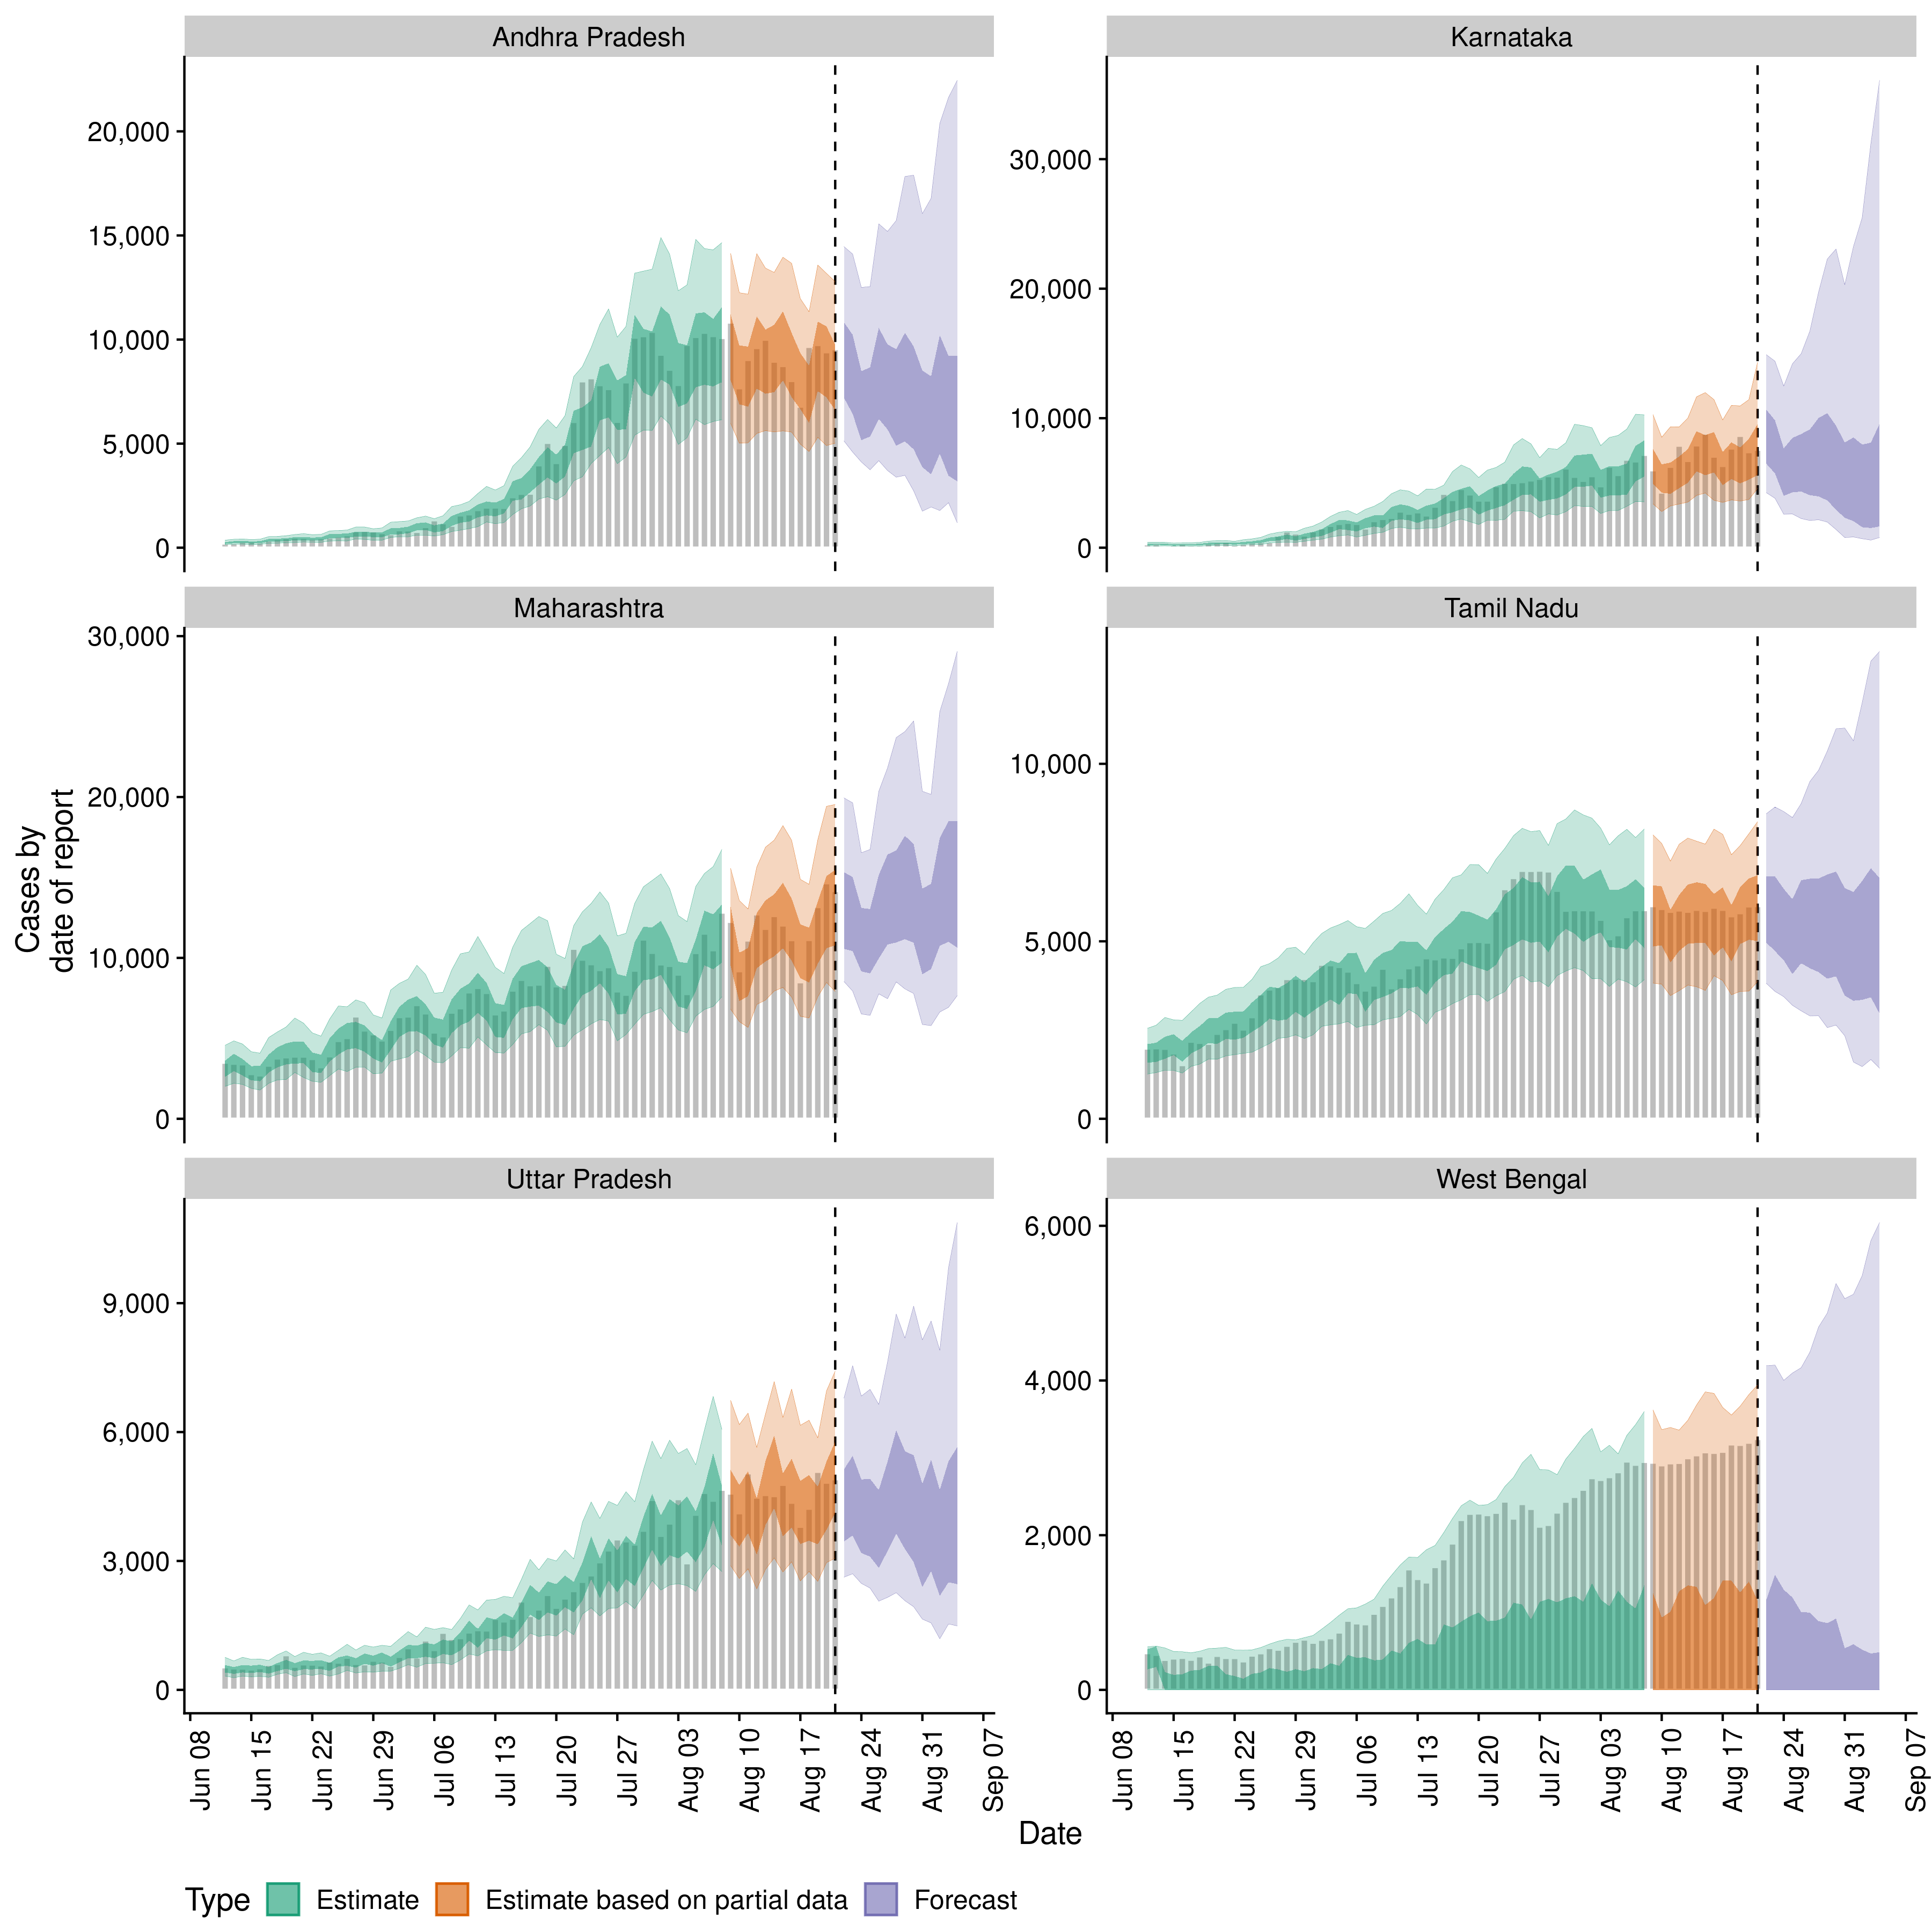 Andhra Pradesh
Karnataka
20,000
15,000
10,000
5,000
0
30,000
20,000
10,000
0
Maharashtra
Tamil Nadu
30,000
20,000
10,000
0
10,000
5,000
0
Uttar Pradesh
West Bengal
9,000
6,000
3,000
0
6,000
4,000
2,000
0
Cases by
date of report
Jun 08
Jun 15
Jun 22
Jun 29
Jul 06
Jul 13
Jul 20
Jul 27
Aug 03
Aug 10
Aug 17
Aug 24
Aug 31
Sep 07
Jun 08
Jun 15
Jun 22
Jun 29
Jul 06
Jul 13
Jul 20
Jul 27
Aug 03
Aug 10
Aug 17
Aug 24
Aug 31
Sep 07
Date
Type Estimate Estimate based on partial data Forecast